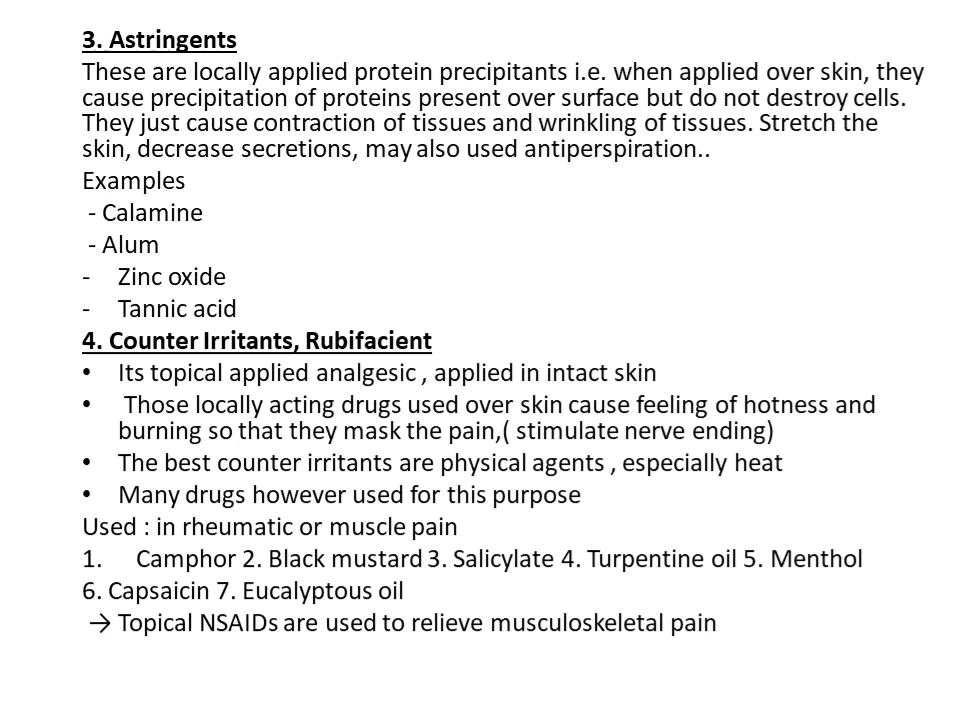 3. Astringents
These are locally applied protein precipitants i.e. when applied over skin, they
cause precipitation of proteins present over surface but do not destroy cells.
They just cause contraction of tissues and wrinkling of tissues. Stretch the
skin, decrease secretions, may also used antiperspiration..
Examples
- Calamine
- Alum
- Zinc oxide
- Tannic acid
4. Counter Irritants, Rubifacient
• Its topical applied analgesic , applied in intact skin
• Those locally acting drugs used over skin cause feeling of hotness and
burning so that they mask the pain,( stimulate nerve ending)
• The best counter irritants are physical agents , especially heat
• Many drugs however used for this purpose
Used : in rheumatic or muscle pain
1. Camphor 2. Black mustard 3. Salicylate 4. Turpentine oil 5. Menthol
6. Capsaicin 7. Eucalyptous oil
→ Topical NSAIDs are used to relieve musculoskeletal pain